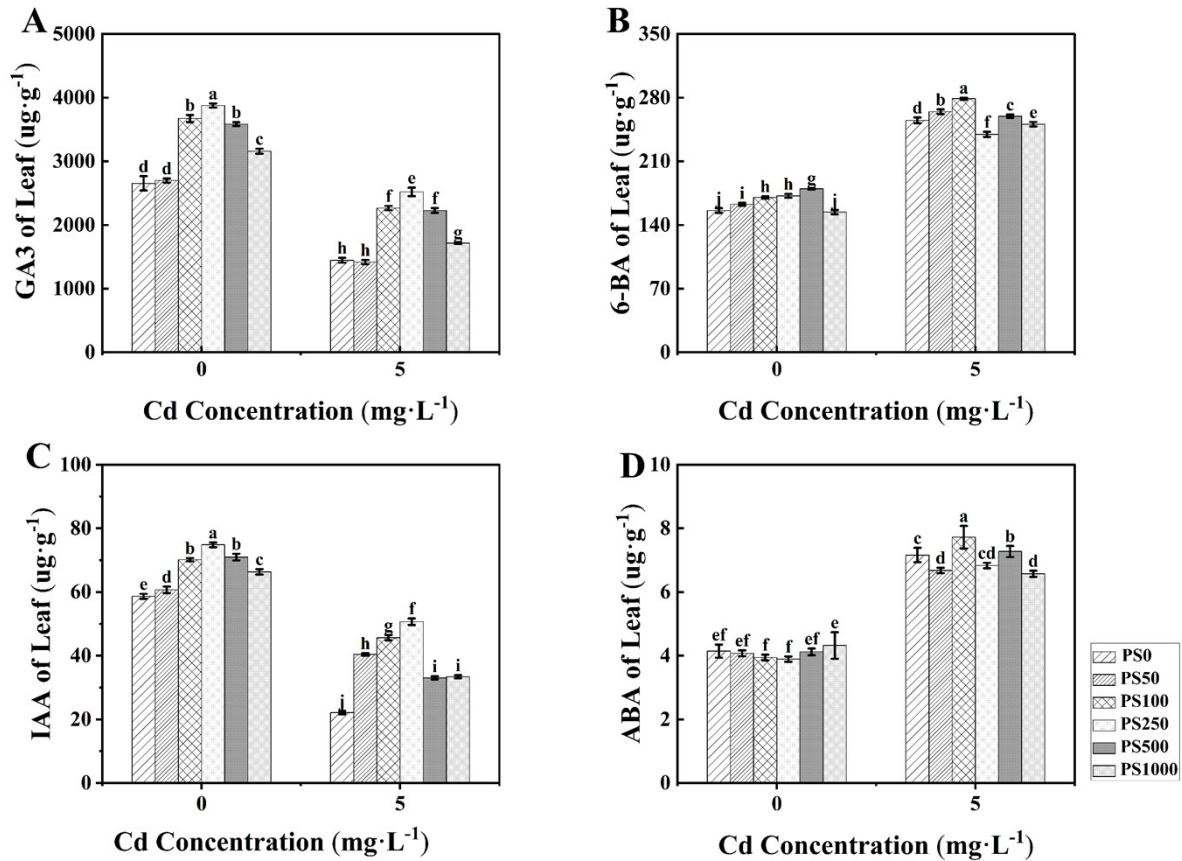 A
GA3 of Leaf (ug·g⁻¹)
5000
4000
3000
2000
1000
0
d d b a b c
h h f e f g
0 5
Cd Concentration (mg·L⁻¹)
B
6-BA of Leaf (ug·g⁻¹)
350
280
210
140
70
0
j i h h g j
d b a f c e
0 5
Cd Concentration (mg·L⁻¹)
C
IAA of Leaf (ug·g⁻¹)
100
80
60
40
20
0
e d b a b c
j h g f i i
0 5
Cd Concentration (mg·L⁻¹)
D
ABA of Leaf (ug·g⁻¹)
10
8
6
4
2
0
ef ef f f ef e
c d a cd b d
0 5
Cd Concentration (mg·L⁻¹)
PS0
PS50
PS100
PS250
PS500
PS1000